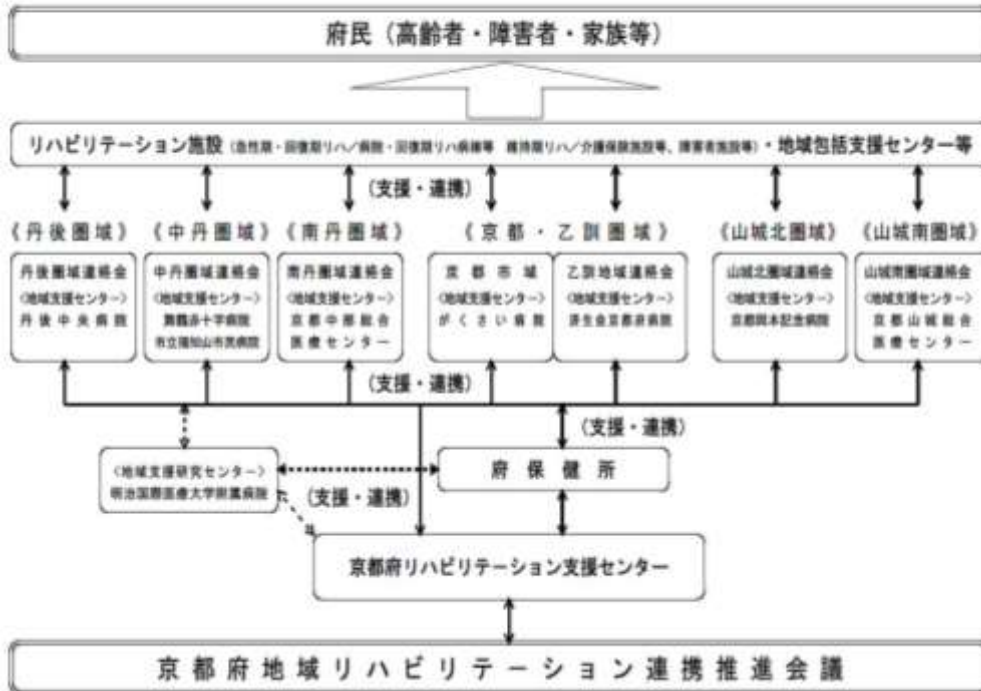 府民（高齢者・障害者・家族等）
リハビリテーション施設（急性期・回復期リハ／病院・回復期リハ病棟等　維持期リハ／介護保険施設等、障害者施設等）・地域包括支援センター等
（支援・連携）
《丹後圏域》
《中丹圏域》
《南丹圏域》
《京都・乙訓圏域》
《山城北圏域》
《山城南圏域》
丹後圏域連絡会
〈地域支援センター〉
丹後中央病院
中丹圏域連絡会
〈地域支援センター〉
舞鶴赤十字病院
市立福知山市民病院
南丹圏域連絡会
〈地域支援センター〉
京都中部総合
医療センター
京都市域
〈地域支援センター〉
がくさい病院
乙訓地域連絡会
〈地域支援センター〉
済生会京都府病院
山城北圏域連絡会
〈地域支援センター〉
京都岡本記念病院
山城南圏域連絡会
〈地域支援センター〉
京都山城総合
医療センター
（支援・連携）
（支援・連携）
〈地域支援研究センター〉
明治国際医療大学附属病院
府保健所
（支援・連携）
京都府リハビリテーション支援センター
京都府地域リハビリテーション連携推進会議